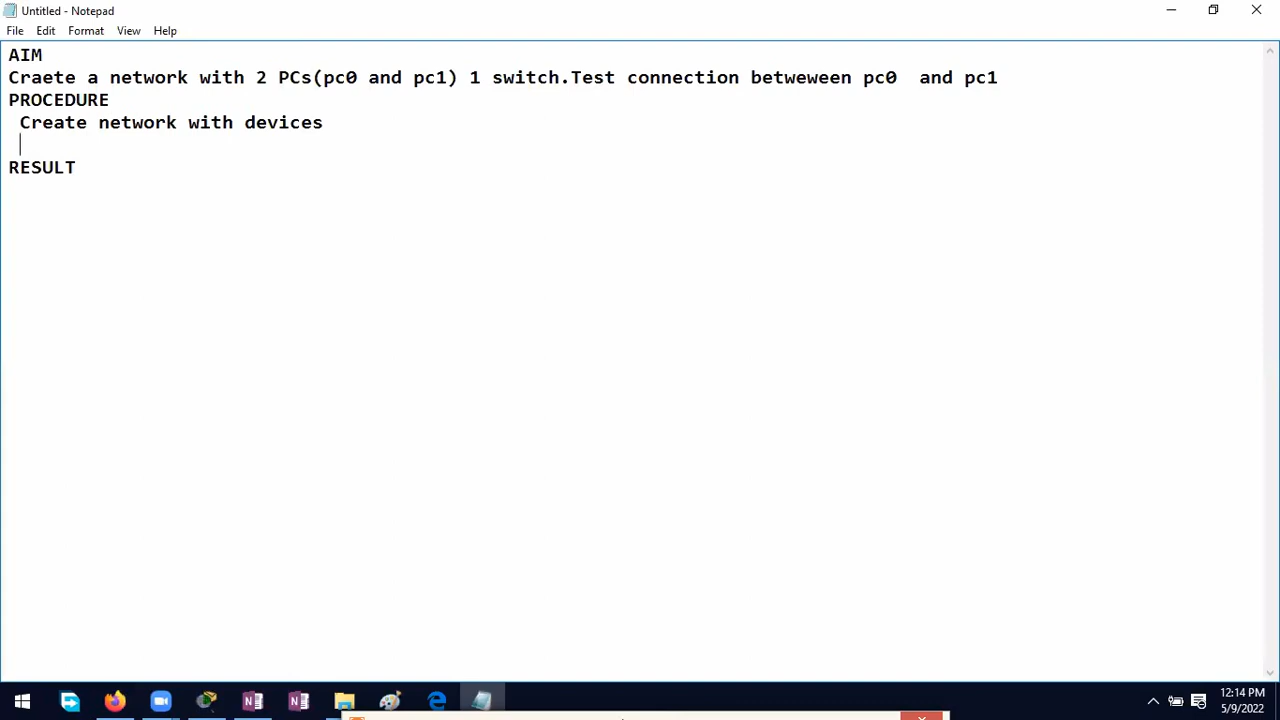 Untitled - Notepad
File Edit Format View Help
AIM
Craete a network with 2 PCs(pc0 and pc1) 1 switch.Test connection betweween pc0  and pc1
PROCEDURE
 Create network with devices
RESULT
12:14 PM
5/9/2022